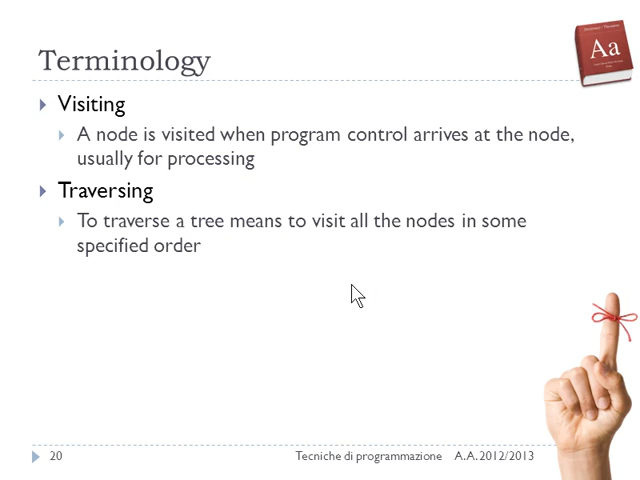 Terminology
Aa
Visiting
A node is visited when program control arrives at the node,
usually for processing
Traversing
To traverse a tree means to visit all the nodes in some
specified order
20
Tecniche di programmazione A.A. 2012/2013